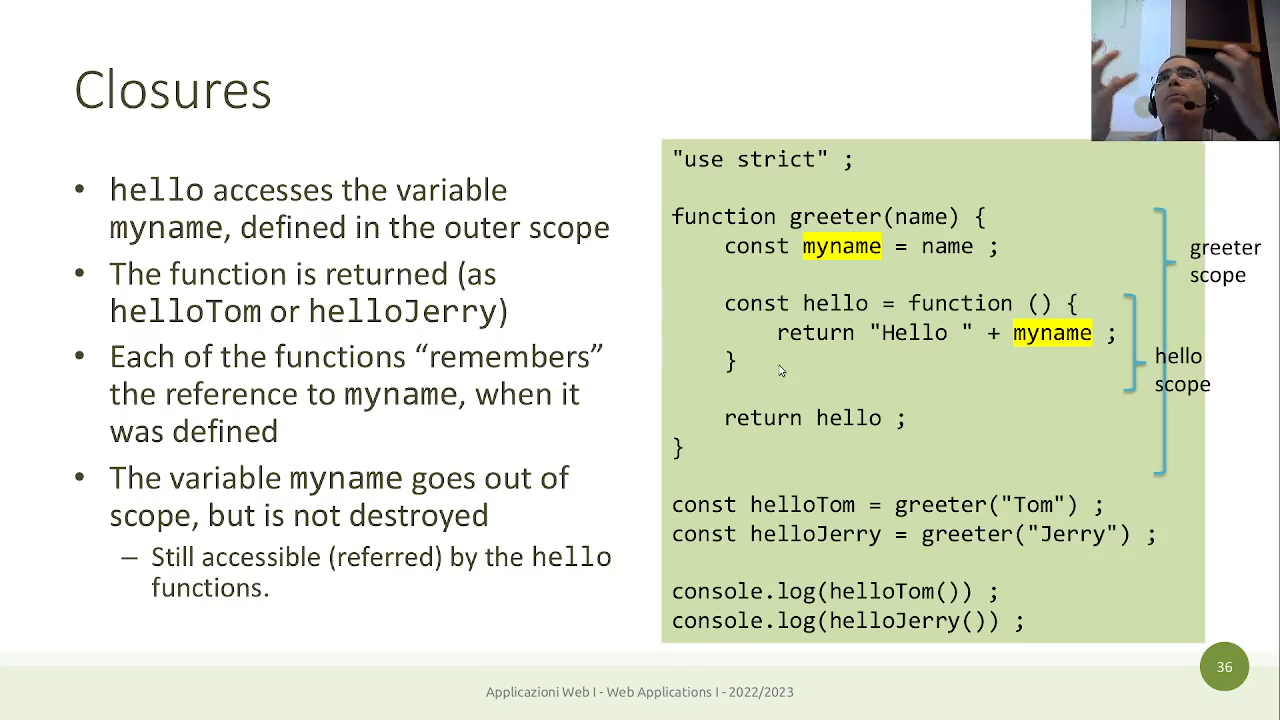 Closures
• hello accesses the variable
myname, defined in the outer scope
• The function is returned (as
helloTom or helloJerry)
• Each of the functions “remembers”
the reference to myname, when it
was defined
• The variable myname goes out of
scope, but is not destroyed
– Still accessible (referred) by the hello
functions.
"use strict" ;
function greeter(name) {
const myname = name ;
const hello = function () {
return "Hello " + myname ;
}
return hello ;
}
const helloTom = greeter("Tom") ;
const helloJerry = greeter("Jerry") ;
console.log(helloTom()) ;
console.log(helloJerry()) ;
greeter
scope
hello
scope
Applicazioni Web I - Web Applications I - 2022/2023
36